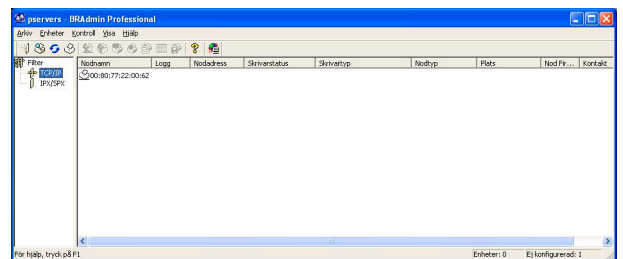 pservers - BRAdmin Professional
Arkiv Enheter Kontroll Visa Hjälp
Filter
TCP/IP
IPX/SPX
Nodnamn Logg Nodadress Skrivarstatus Skrivartyp Nodtyp Plats Nod Fir... Kontakt
00:80:77:22:00:62
För hjälp, tryck på F1 Enheter: 0 Ej konfigurerad: 1